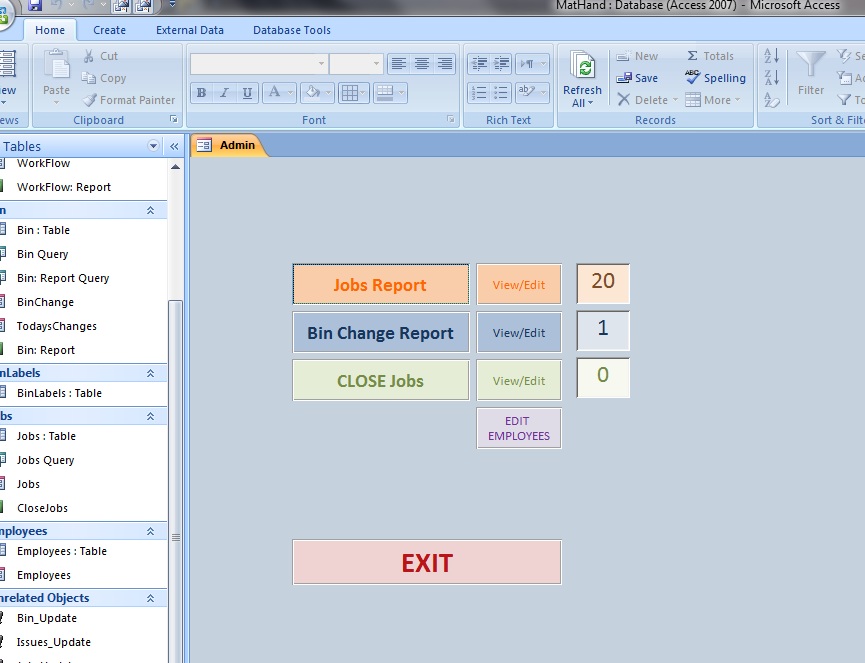 MatHand : Database (Access 2007) - Microsoft Access
Home Create External Data Database Tools
Cut
Copy
Format Painter
Paste
Clipboard
B I U A
Font
Rich Text
Refresh
All
New
Save
Delete
Totals
Spelling
More
Records
Filter
Sort & Filt
Tables
Admin
WorkFlow
WorkFlow: Report
Bin : Table
Bin Query
Bin: Report Query
BinChange
TodaysChanges
Bin: Report
nLabels
BinLabels : Table
bs
Jobs : Table
Jobs Query
Jobs
CloseJobs
mployees
Employees : Table
Employees
nrelated Objects
Bin_Update
Issues_Update
Jobs Report View/Edit 20
Bin Change Report View/Edit 1
CLOSE Jobs View/Edit 0
EDIT
EMPLOYEES
EXIT